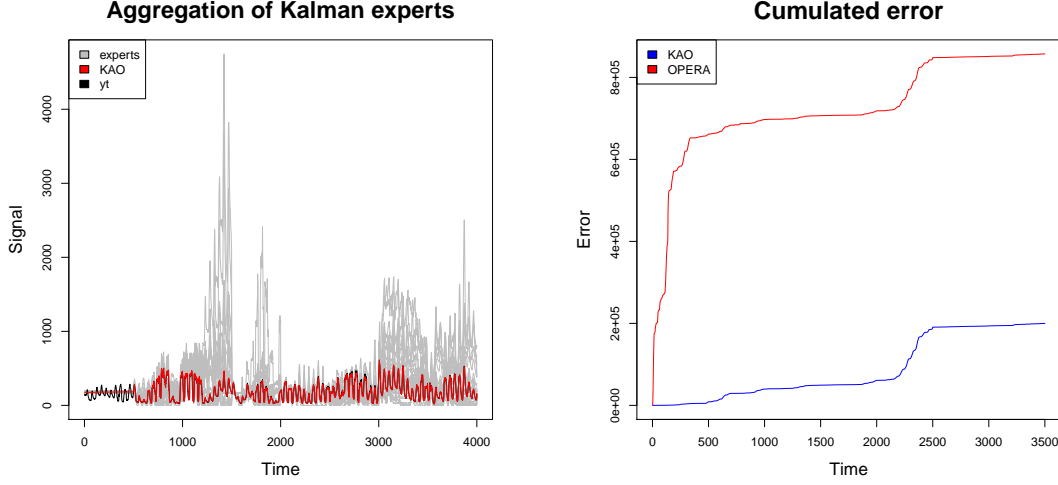 Aggregation of Kalman experts
experts
KAO
yt
Signal
0
1000
2000
3000
4000
0
1000
2000
3000
4000
Time
Cumulated error
KAO
OPERA
Error
0e+00
2e+05
4e+05
6e+05
8e+05
0
500
1000
1500
2000
2500
3000
3500
Time